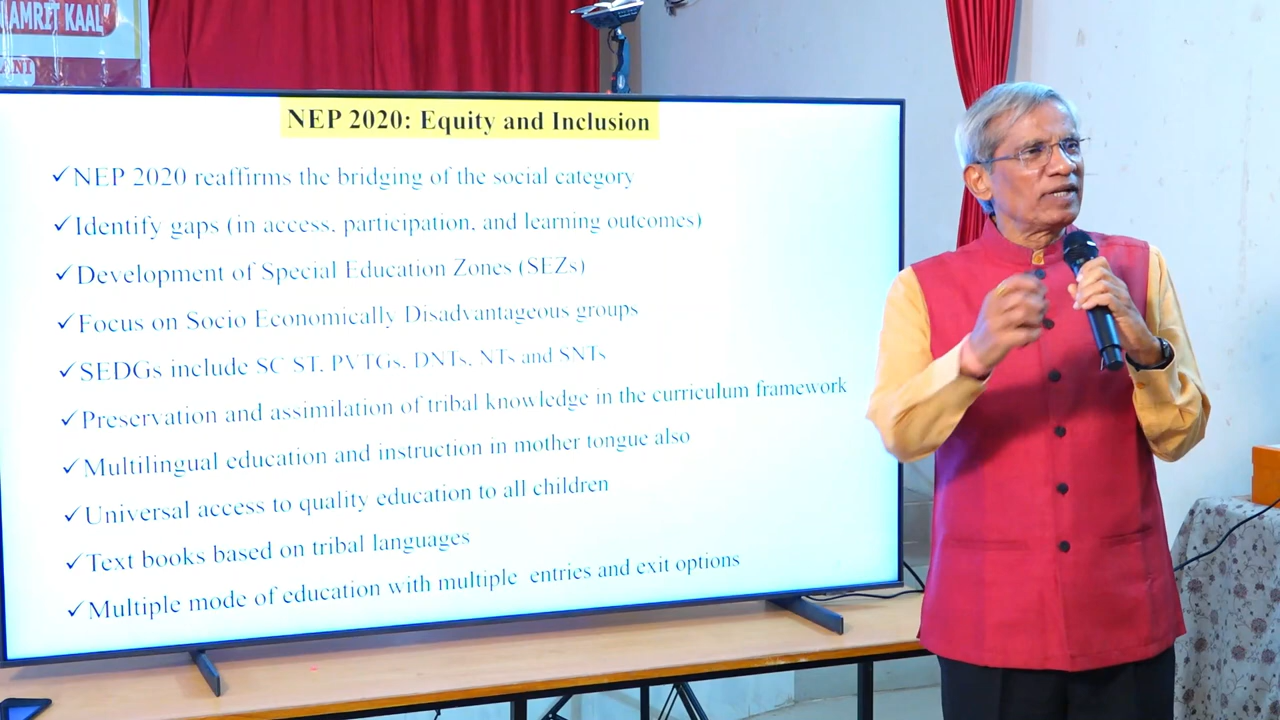 AMRIT KAAL"
ANI
NEP 2020: Equity and Inclusion
✓NEP 2020 reaffirms the bridging of the social category
✓Identify gaps (in access, participation, and learning outcomes)
✓Development of Special Education Zones (SEZs)
✓Focus on Socio Economically Disadvantageous groups
✓SEDGs include SC ST, PVTGs, DNTs, NTs and SNTs
✓Preservation and assimilation of tribal knowledge in the curriculum framework
✓Multilingual education and instruction in mother tongue also
✓Universal access to quality education to all children
✓Text books based on tribal languages
✓Multiple mode of education with multiple entries and exit options